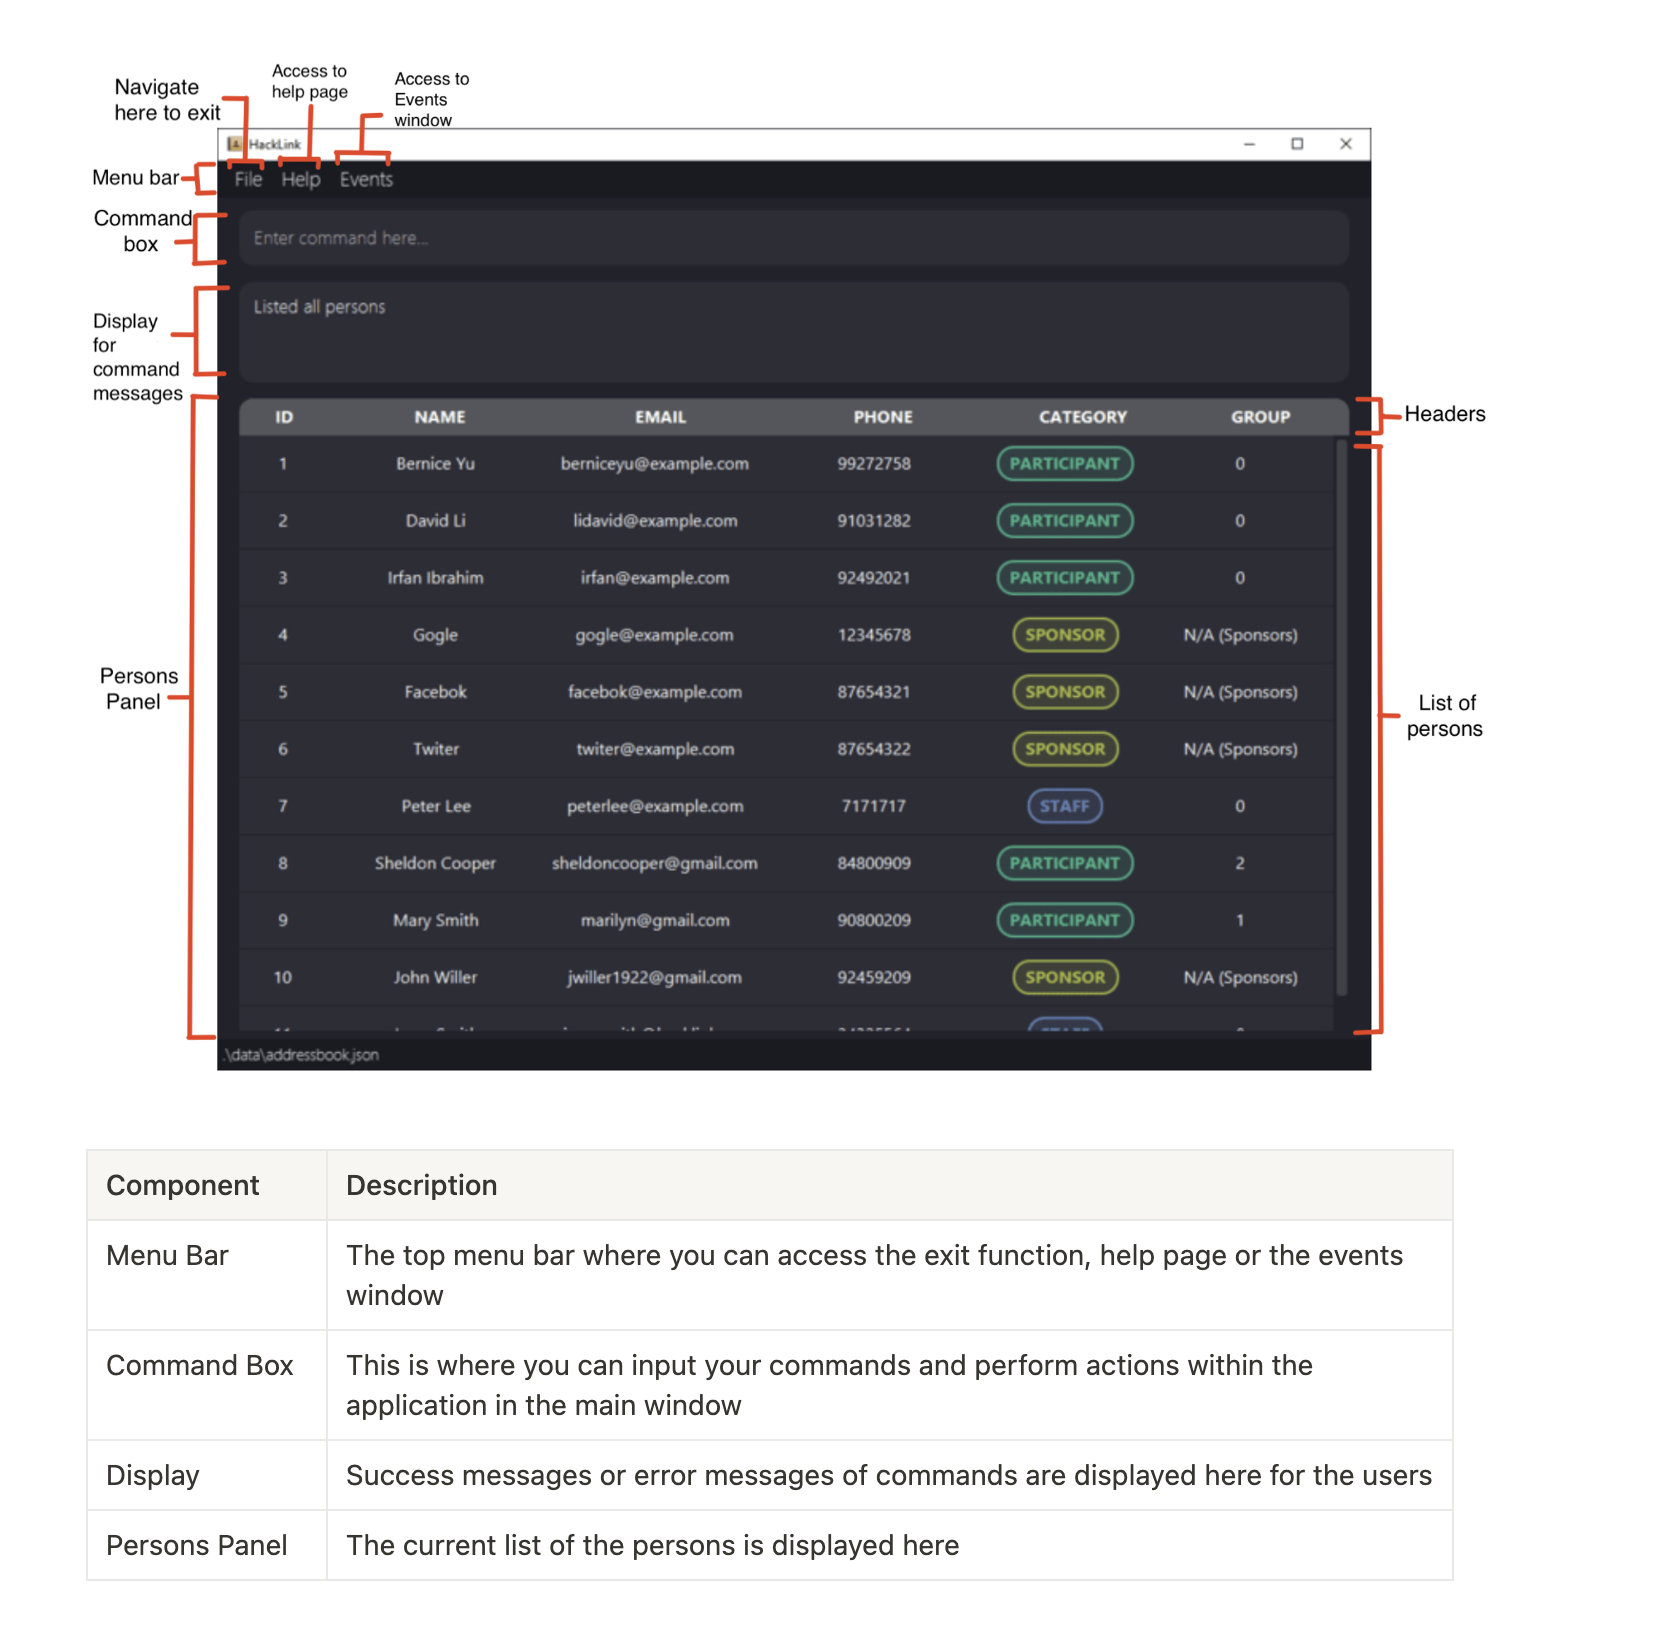 Navigate
here to exit
Access to
help page
Access to
Events
window
HackLink
Menu bar
File Help Events
Command
box
Enter command here...
Display
for
command
messages
Listed all persons
Headers
ID NAME EMAIL PHONE CATEGORY GROUP
1 Bernice Yu berniceyu@example.com 99272758 PARTICIPANT 0
2 David Li lidavid@example.com 91031282 PARTICIPANT 0
3 Irfan Ibrahim irfan@example.com 92492021 PARTICIPANT 0
4 Gogle gogle@example.com 12345678 SPONSOR N/A (Sponsors)
5 Facebok facebok@example.com 87654321 SPONSOR N/A (Sponsors)
6 Twiter twiter@example.com 87654322 SPONSOR N/A (Sponsors)
7 Peter Lee peterlee@example.com 7171717 STAFF 0
8 Sheldon Cooper sheldoncooper@gmail.com 84800909 PARTICIPANT 2
9 Mary Smith marilyn@gmail.com 90800209 PARTICIPANT 1
10 John Willer jwiller1922@gmail.com 92459209 SPONSOR N/A (Sponsors)
Persons
Panel
List of
persons
.\data\addressbook.json
Component Description
Menu Bar The top menu bar where you can access the exit function, help page or the events
window
Command Box This is where you can input your commands and perform actions within the
application in the main window
Display Success messages or error messages of commands are displayed here for the users
Persons Panel The current list of the persons is displayed here